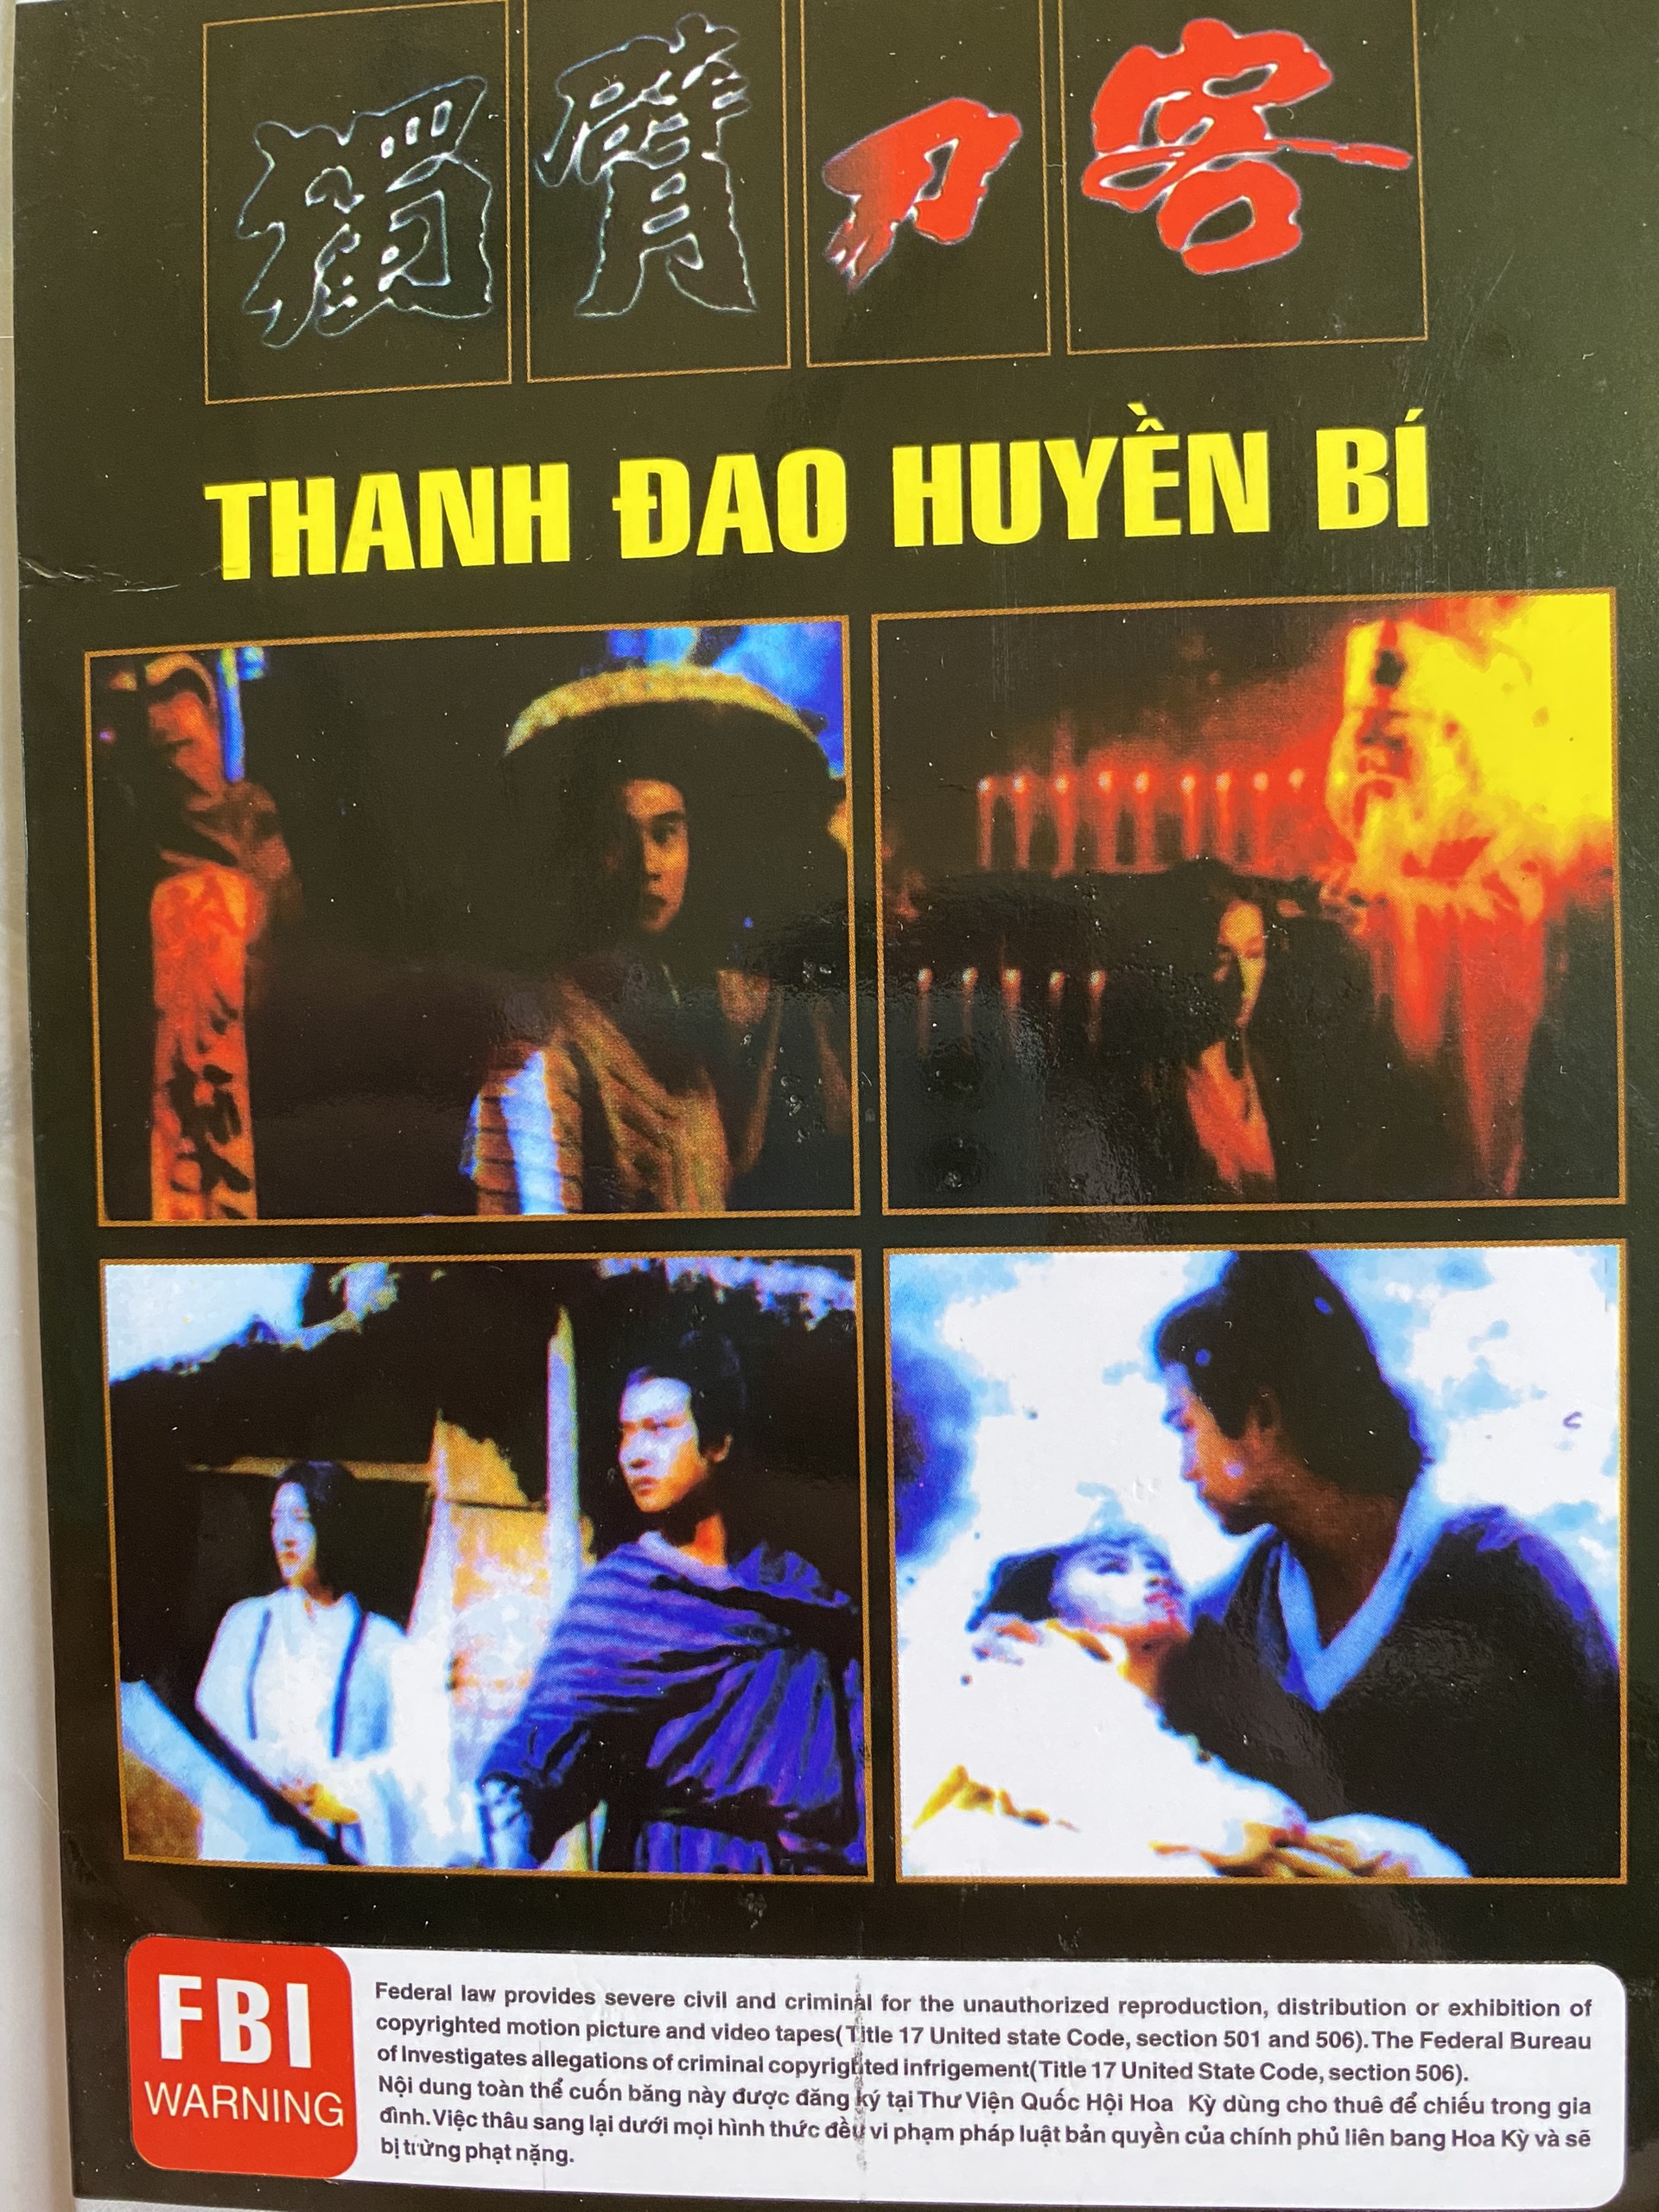 獨臂刀客
THANH ĐAO HUYỀN BÍ
FBI
WARNING
Federal law provides severe civil and criminal for the unauthorized reproduction, distribution or exhibition of
copyrighted motion picture and video tapes(Title 17 United state Code, section 501 and 506). The Federal Bureau
of Investigates allegations of criminal copyrighted infrigement(Title 17 United State Code, section 506).
Nội dung toàn thể cuốn băng này được đăng ký tại Thư Viện Quốc Hội Hoa Kỳ dùng cho thuê để chiếu trong gia
đình. Việc thâu sang lại dưới mọi hình thức đều vi phạm pháp luật bản quyền của chính phủ liên bang Hoa Kỳ và sẽ
bị trừng phạt nặng.